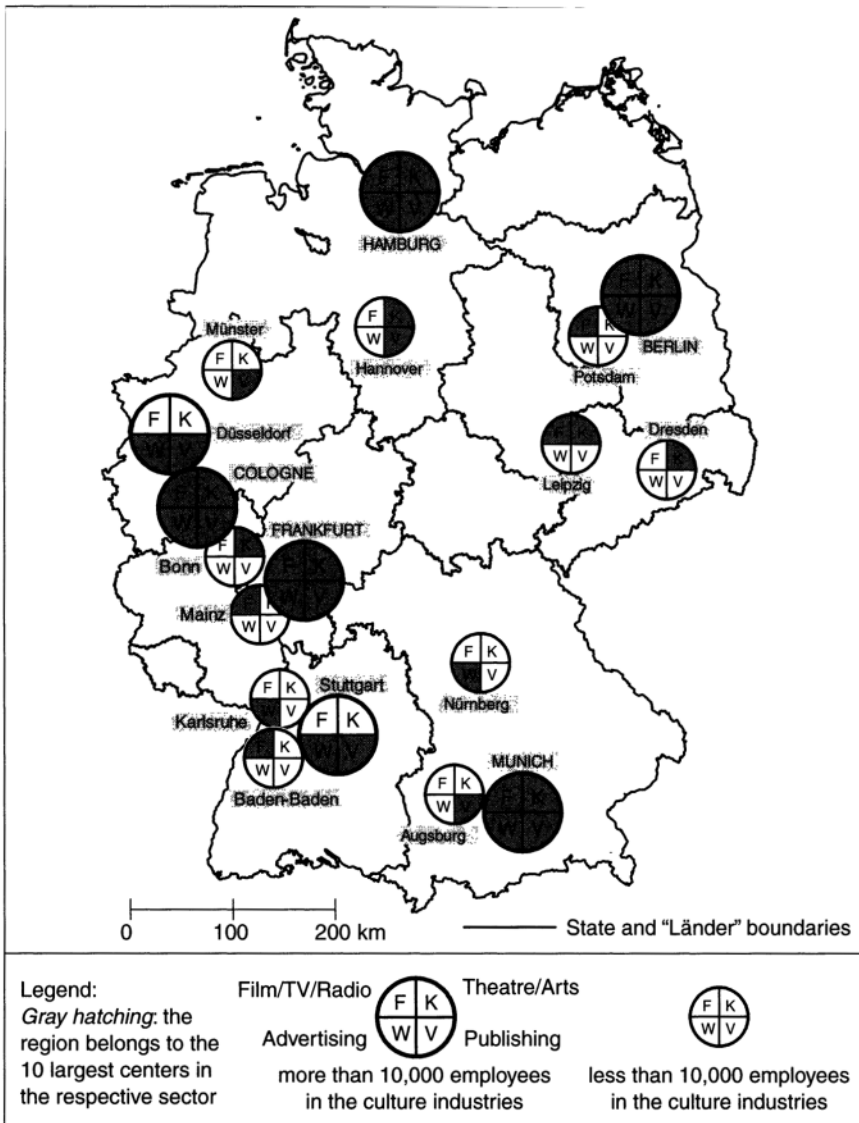 F K
W V
HAMBURG
F K
W V
BERLIN
F K
W V
Hannover
F
W V
Potsdam
Münster
F K
W V
F K
W V
Düsseldorf
F K
W V
Leipzig
Dresden
F K
W V
COLOGNE
F K
W V
F K
W V
Bonn
FRANKFURT
F K
W V
Mainz
F K
W V
F K
W V
Nürnberg
Karlsruhe
F K
W V
Stuttgart
F K
W V
F K
W V
Baden-Baden
F K
W V
Augsburg
MUNICH
F K
W V
0 100 200 km
State and “Länder” boundaries
Legend:
Gray hatching: the
region belongs to the
10 largest centers in
the respective sector
Film/TV/Radio F K Theatre/Arts
Advertising W V Publishing
more than 10,000 employees
in the culture industries
F K
W V
less than 10,000 employees
in the culture industries